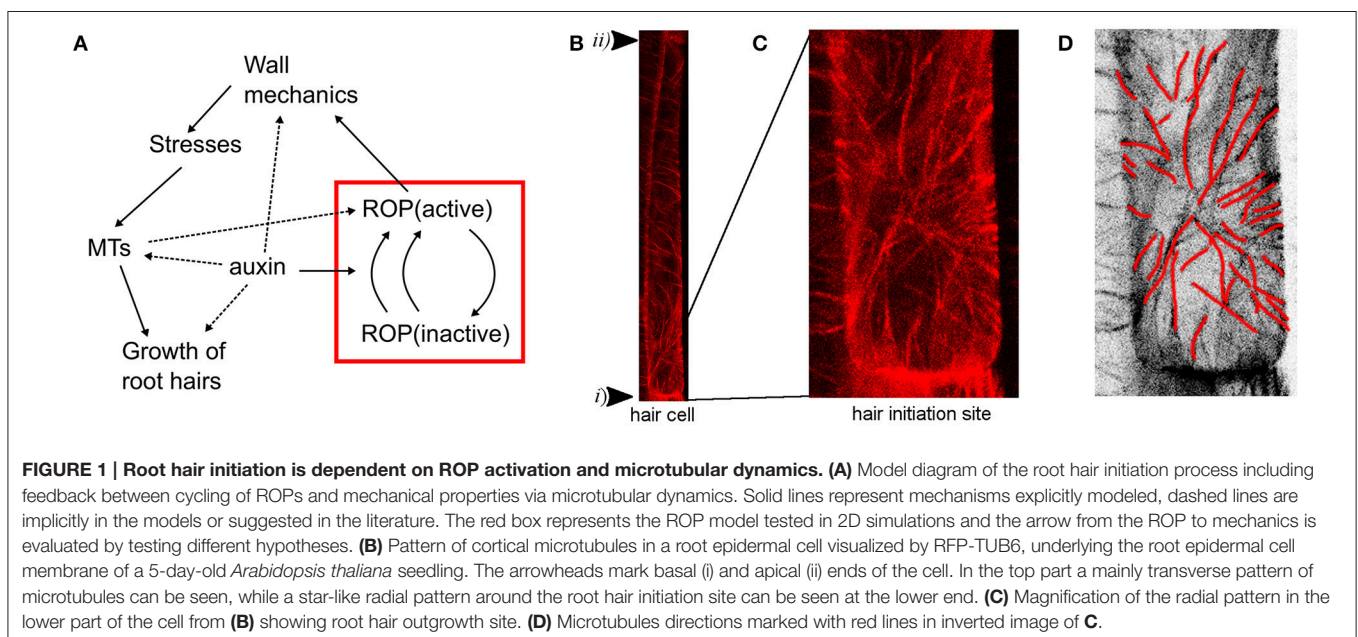 A
Wall
mechanics
Stresses
MTs
auxin
Growth of
root hairs
ROP(active)
ROP(inactive)
B
ii)
i)
hair cell
C
hair initiation site
D
FIGURE 1 | Root hair initiation is dependent on ROP activation and microtubular dynamics. (A) Model diagram of the root hair initiation process including
feedback between cycling of ROPs and mechanical properties via microtubular dynamics. Solid lines represent mechanisms explicitly modeled, dashed lines are
implicitly in the models or suggested in the literature. The red box represents the ROP model tested in 2D simulations and the arrow from the ROP to mechanics is
evaluated by testing different hypotheses. (B) Pattern of cortical microtubules in a root epidermal cell visualized by RFP-TUB6, underlying the root epidermal cell
membrane of a 5-day-old Arabidopsis thaliana seedling. The arrowheads mark basal (i) and apical (ii) ends of the cell. In the top part a mainly transverse pattern of
microtubules can be seen, while a star-like radial pattern around the root hair initiation site can be seen at the lower end. (C) Magnification of the radial pattern in the
lower part of the cell from (B) showing root hair outgrowth site. (D) Microtubules directions marked with red lines in inverted image of C.